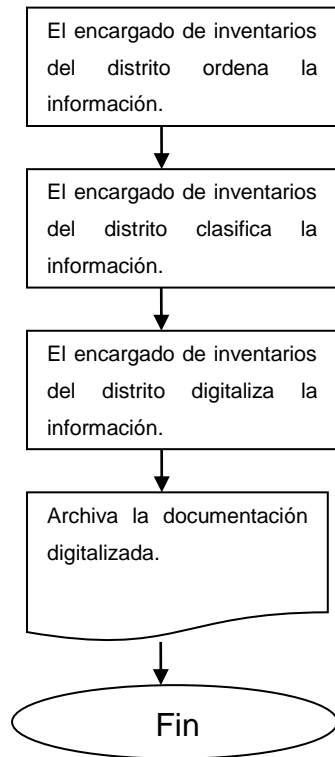 El encargado de inventarios
del distrito ordena la
información.
El encargado de inventarios
del distrito clasifica la
información.
El encargado de inventarios
del distrito digitaliza la
información.
Archiva la documentación
digitalizada.
Fin